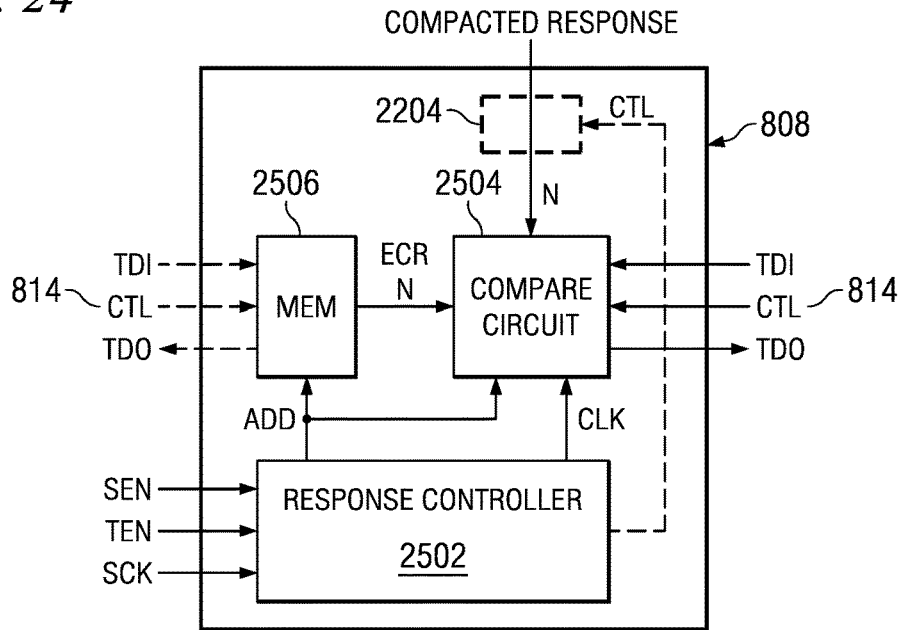 24
COMPACTED RESPONSE
2204
CTL
808
2506
2504
N
TDI
814
CTL
TDO
MEM
ECR
N
COMPARE
CIRCUIT
TDI
CTL
814
TDO
ADD
CLK
SEN
TEN
SCK
RESPONSE CONTROLLER
2502